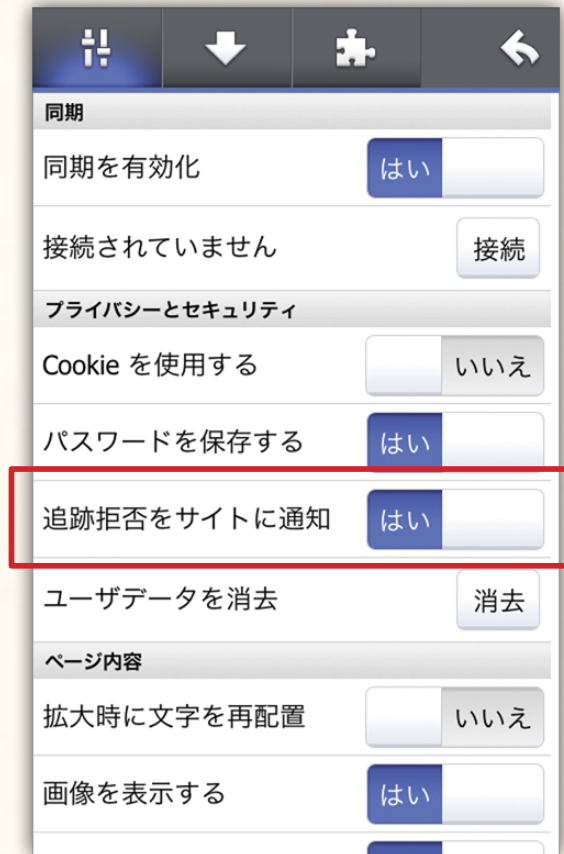 同期
同期を有効化 はい
接続されていません 接続
プライバシーとセキュリティ
Cookie を使用する いいえ
パスワードを保存する はい
追跡拒否をサイトに通知 はい
ユーザデータを消去 消去
ページ内容
拡大時に文字を再配置 いいえ
画像を表示する はい